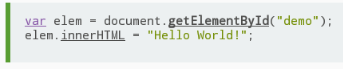 var elem = document.getElementById("demo");
elem.innerHTML = "Hello World!";